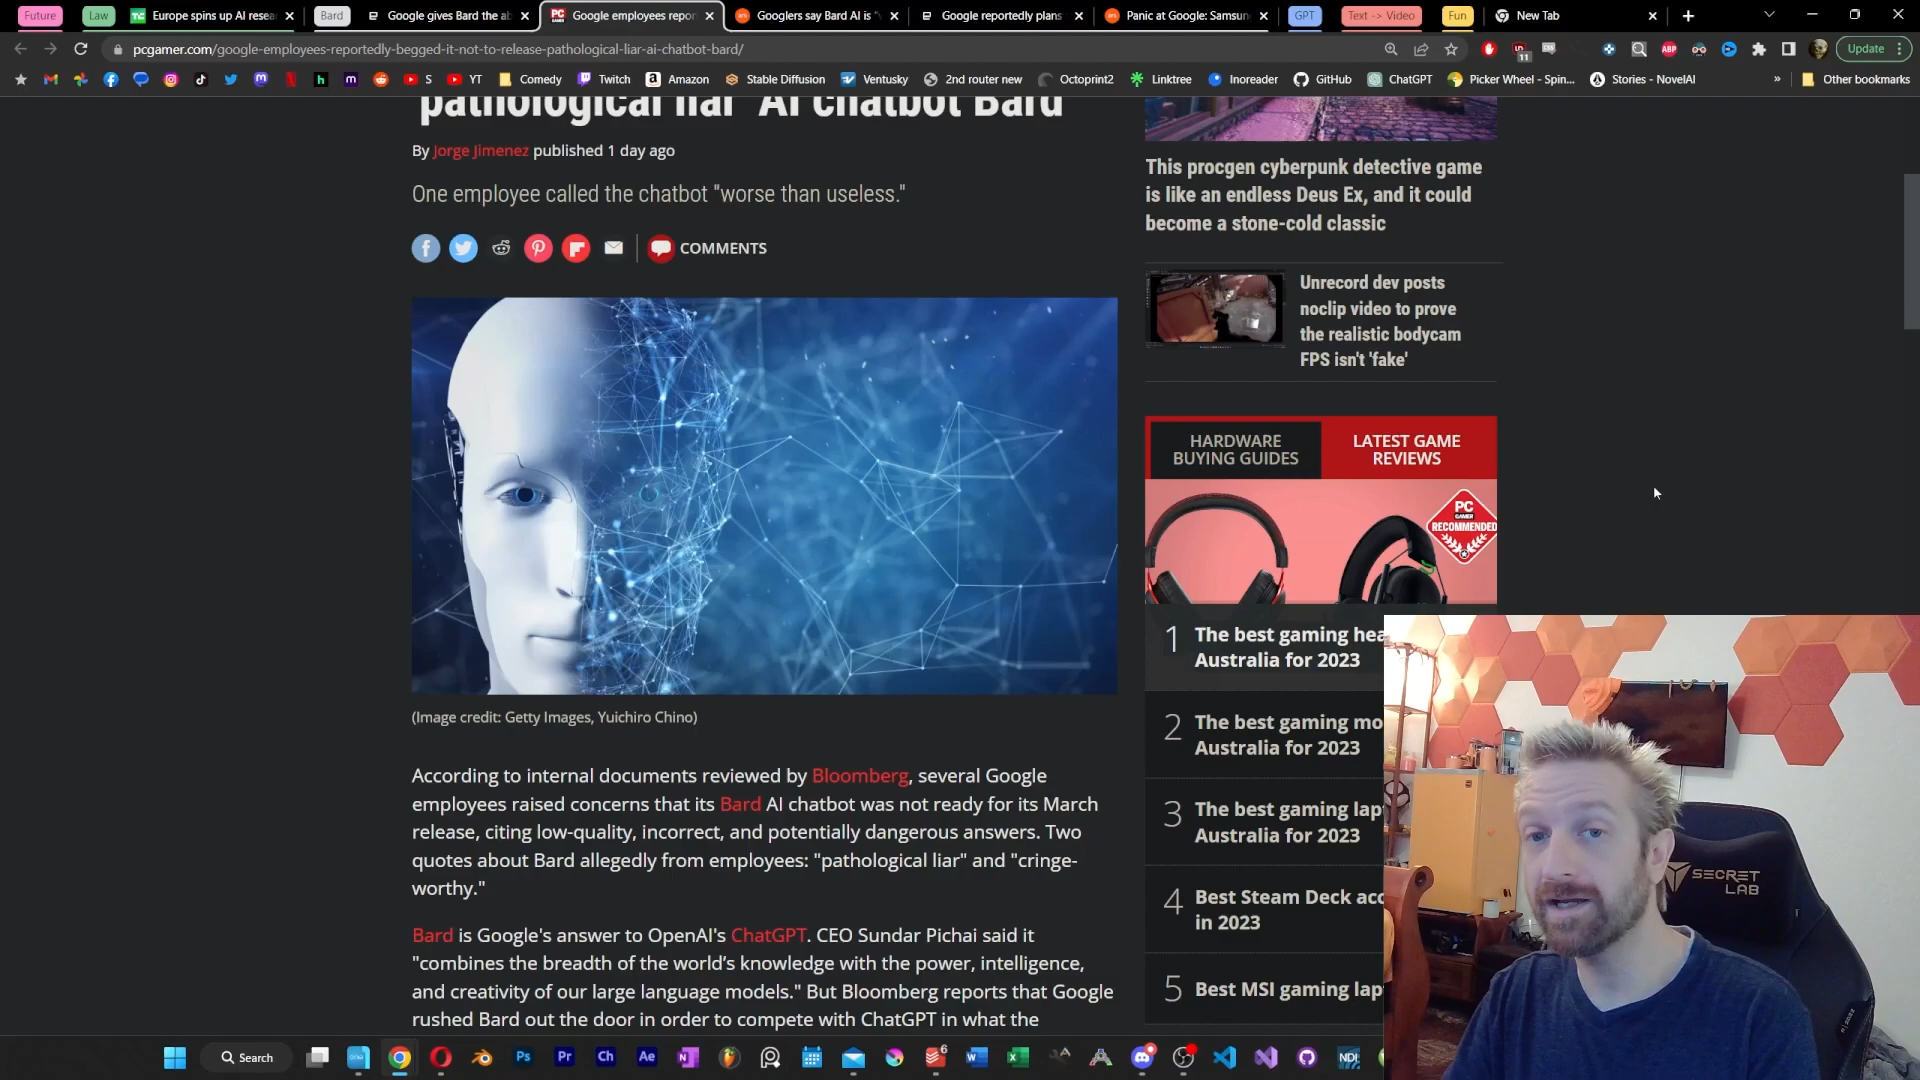 Future
Law
Europe spins up AI resea
Bard
Google gives Bard the ab
Google employees repor
Googlers say Bard AI is "
Google reportedly plans
Panic at Google: Samsun
GPT
Text -> Video
Fun
New Tab
pcgamer.com/google-employees-reportedly-begged-it-not-to-release-pathological-liar-ai-chatbot-bard/
11
ABP
Update
S
YT
Comedy
Twitch
Amazon
Stable Diffusion
Ventusky
2nd router new
Octoprint2
Linktree
Inoreader
GitHub
ChatGPT
Picker Wheel - Spin...
Stories - NovelAI
»
Other bookmarks
'pathological liar' AI chatbot Bard
By Jorge Jimenez published 1 day ago
One employee called the chatbot "worse than useless."
COMMENTS
(Image credit: Getty Images, Yuichiro Chino)
According to internal documents reviewed by Bloomberg, several Google
employees raised concerns that its Bard AI chatbot was not ready for its March
release, citing low-quality, incorrect, and potentially dangerous answers. Two
quotes about Bard allegedly from employees: "pathological liar" and "cringe-
worthy."
Bard is Google's answer to OpenAI's ChatGPT. CEO Sundar Pichai said it
"combines the breadth of the world's knowledge with the power, intelligence,
and creativity of our large language models." But Bloomberg reports that Google
rushed Bard out the door in order to compete with ChatGPT in what the
This procgen cyberpunk detective game
is like an endless Deus Ex, and it could
become a stone-cold classic
Unrecord dev posts
noclip video to prove
the realistic bodycam
FPS isn't 'fake'
HARDWARE
BUYING GUIDES
LATEST GAME
REVIEWS
PC
GAMER
RECOMMENDED
1 The best gaming hea
Australia for 2023
2 The best gaming mo
Australia for 2023
3 The best gaming lap
Australia for 2023
4 Best Steam Deck acc
in 2023
5 Best MSI gaming lap
SECRET
LAB
Search
Ps
Pr
Ch
Ae
N
6
W
X
NDI